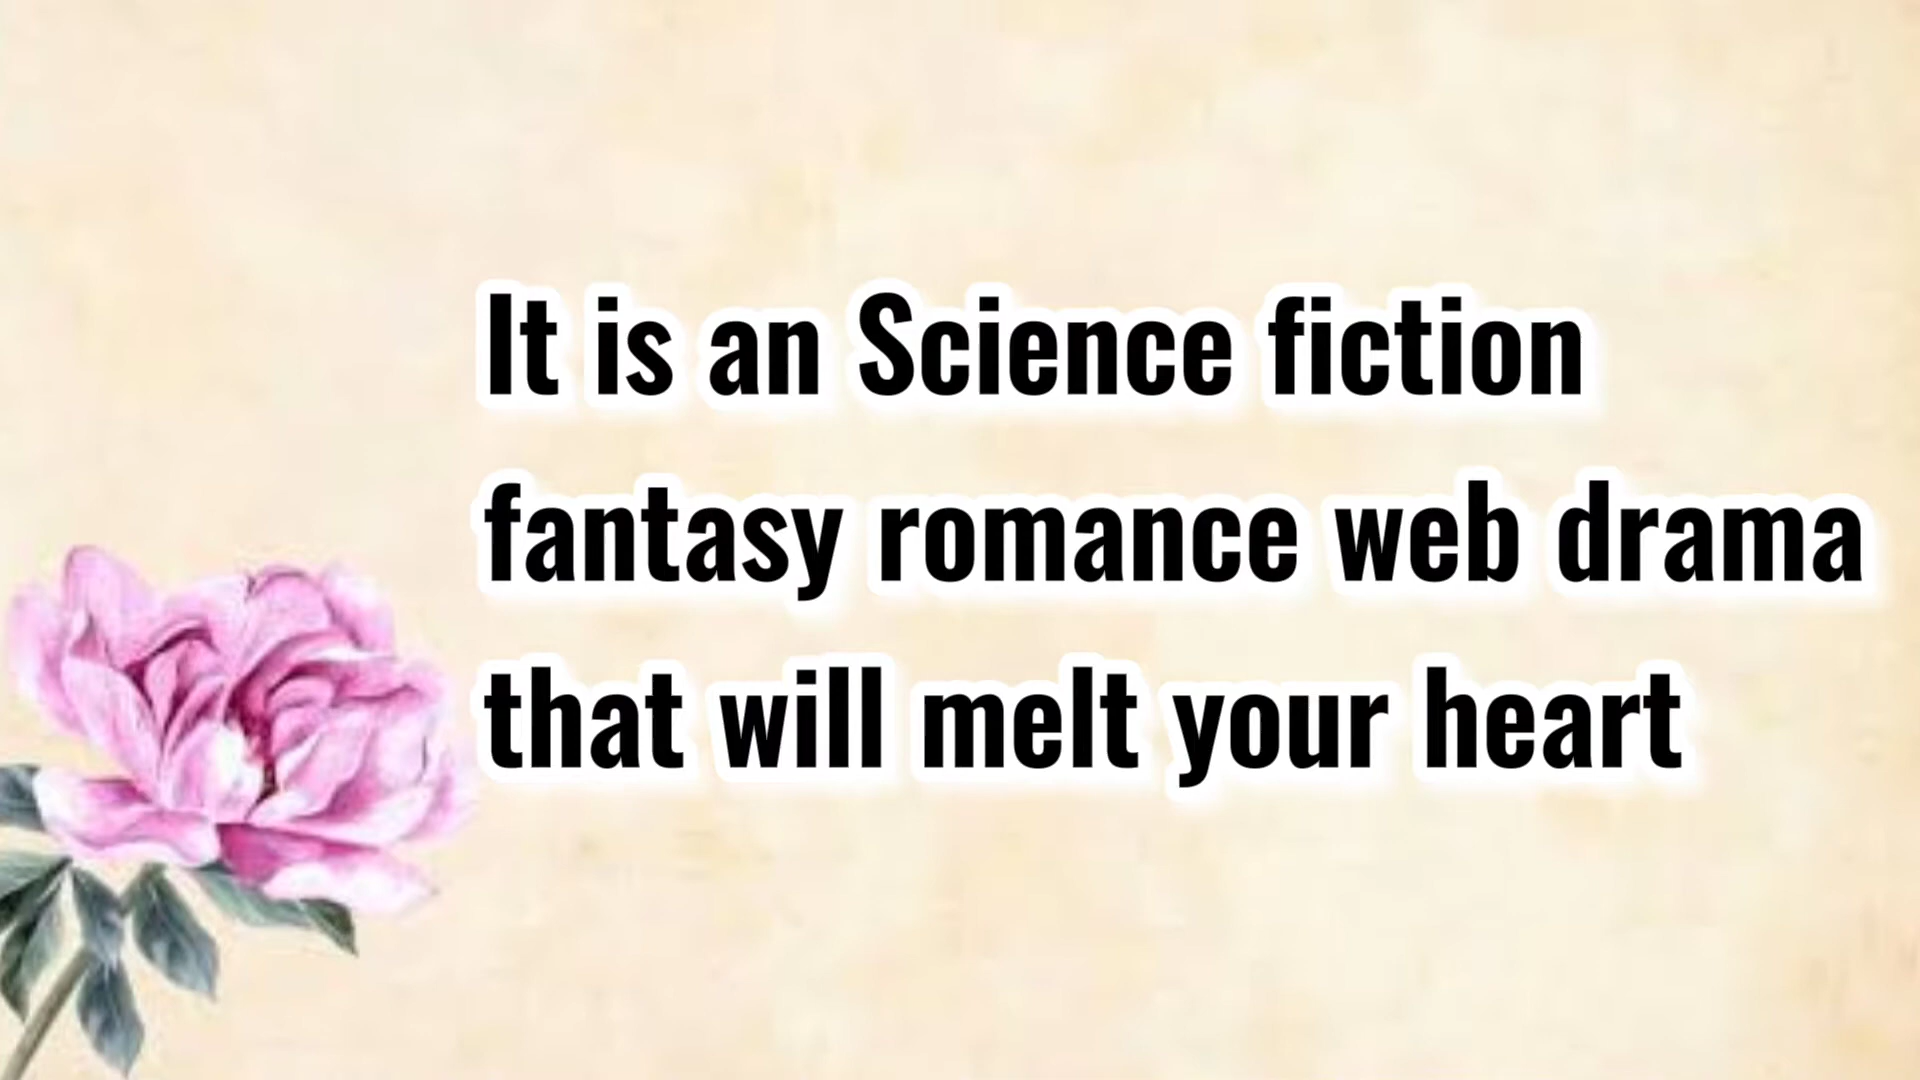 It is an Science fiction
fantasy romance web drama
that will melt your heart